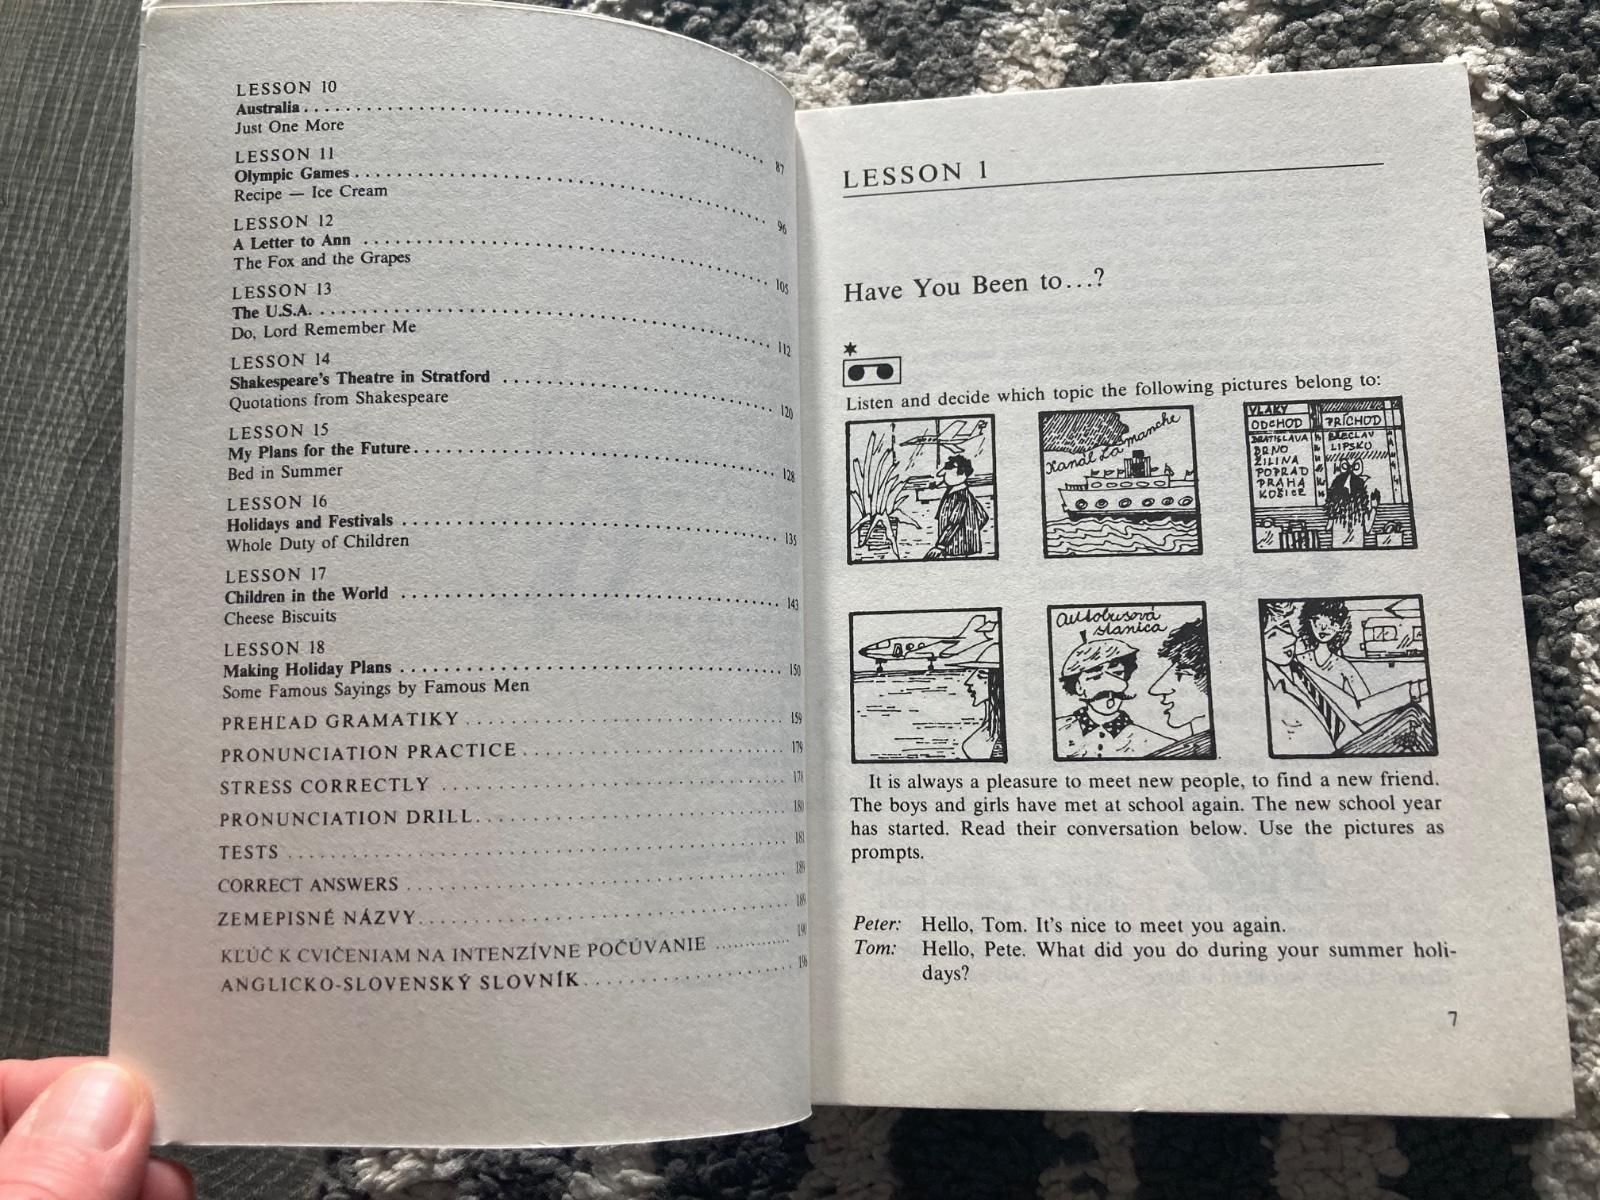 LESSON 10
Australia ........ 87
Just One More
LESSON 11
Olympic Games ........ 96
Recipe — Ice Cream
LESSON 12
A Letter to Ann ........ 105
The Fox and the Grapes
LESSON 13
The U.S.A. ........ 112
Do, Lord Remember Me
LESSON 14
Shakespeare's Theatre in Stratford ........ 120
Quotations from Shakespeare
LESSON 15
My Plans for the Future ........ 128
Bed in Summer
LESSON 16
Holidays and Festivals ........ 135
Whole Duty of Children
LESSON 17
Children in the World ........ 143
Cheese Biscuits
LESSON 18
Making Holiday Plans ........ 150
Some Famous Sayings by Famous Men
PREHĽAD GRAMATIKY ........ 159
PRONUNCIATION PRACTICE ........
STRESS CORRECTLY ........
PRONUNCIATION DRILL ........ 180
TESTS ........ 181
CORRECT ANSWERS ........
ZEMEPISNÉ NÁZVY ........
KĽÚČ K CVIČENIAM NA INTENZÍVNE POČÚVANIE ........
ANGLICKO-SLOVENSKÝ SLOVNÍK ........
LESSON 1
Have You Been to...?
*
Listen and decide which topic the following pictures belong to:
Kanál La manche
VLAKY
ODCHOD PRÍCHOD
BRATISLAVA BŘECLAV
BRNO LIPSKO
ŽILINA
POPRAD
PRAHA
KOŠICE
Autobusová
stanica
It is always a pleasure to meet new people, to find a new friend.
The boys and girls have met at school again. The new school year
has started. Read their conversation below. Use the pictures as
prompts.
Peter: Hello, Tom. It's nice to meet you again.
Tom: Hello, Pete. What did you do during your summer holi-
days?
7